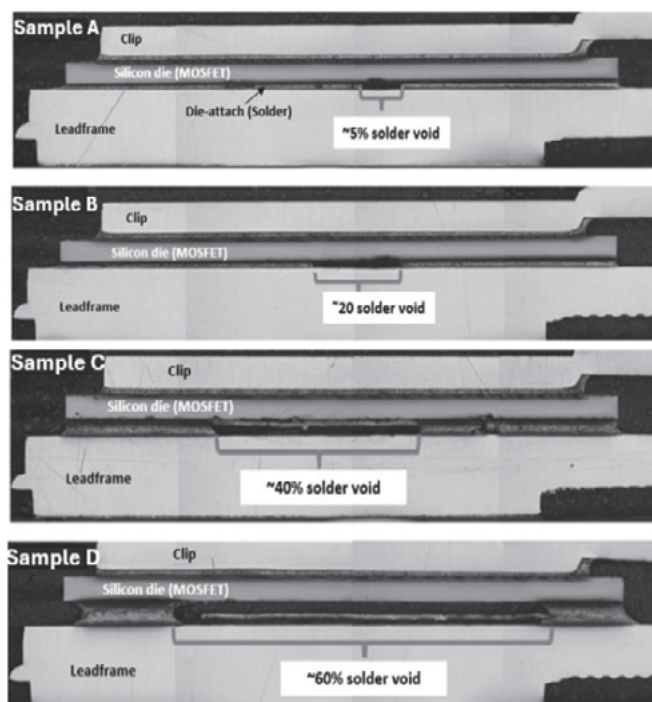 Sample A
Clip
Silicon die (MOSFET)
Die-attach (Solder)
Leadframe
~5% solder void
Sample B
Clip
Silicon die (MOSFET)
Leadframe
~20 solder void
Sample C
Clip
Silicon die (MOSFET)
Leadframe
~40% solder void
Sample D
Clip
Silicon die (MOSFET)
Leadframe
~60% solder void